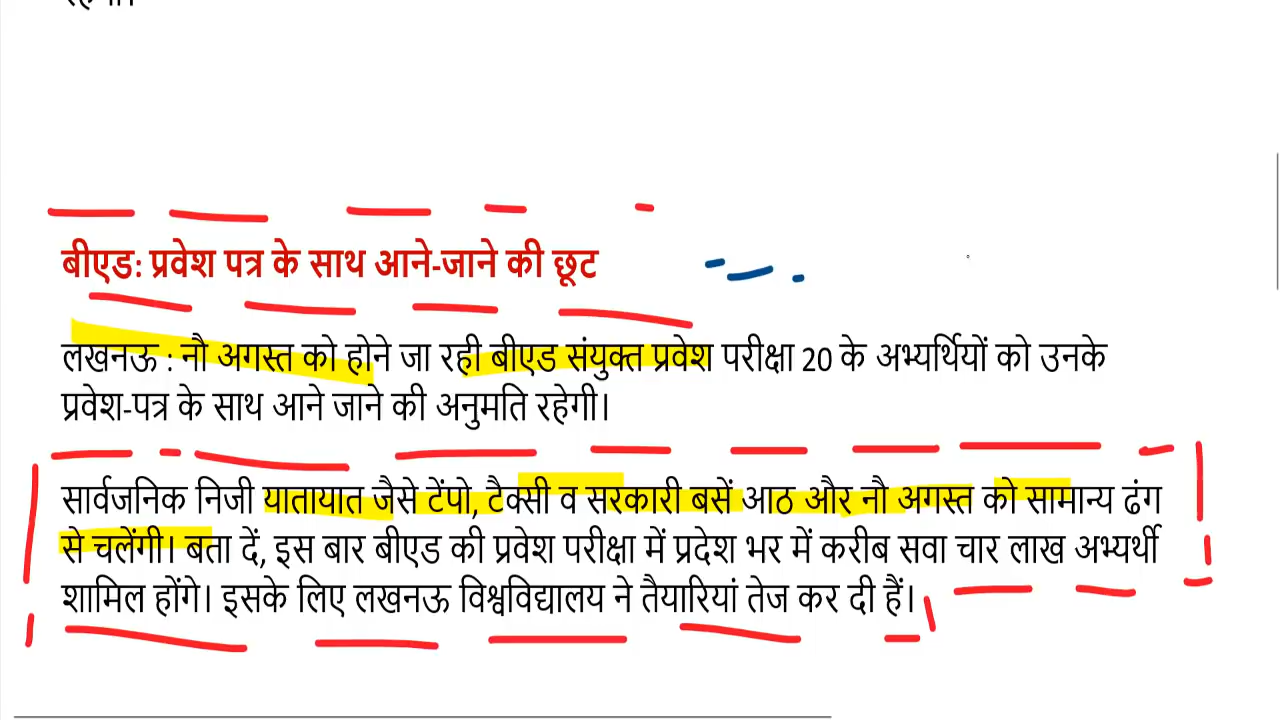 बीएड: प्रवेश पत्र के साथ आने-जाने की छूट
लखनऊ : नौ अगस्त को होने जा रही बीएड संयुक्त प्रवेश परीक्षा 20 के अभ्यर्थियों को उनके
प्रवेश-पत्र के साथ आने जाने की अनुमति रहेगी।
सार्वजनिक निजी यातायात जैसे टेंपो, टैक्सी व सरकारी बसें आठ और नौ अगस्त को सामान्य ढंग
से चलेंगी। बता दें, इस बार बीएड की प्रवेश परीक्षा में प्रदेश भर में करीब सवा चार लाख अभ्यर्थी
शामिल होंगे। इसके लिए लखनऊ विश्वविद्यालय ने तैयारियां तेज कर दी हैं।